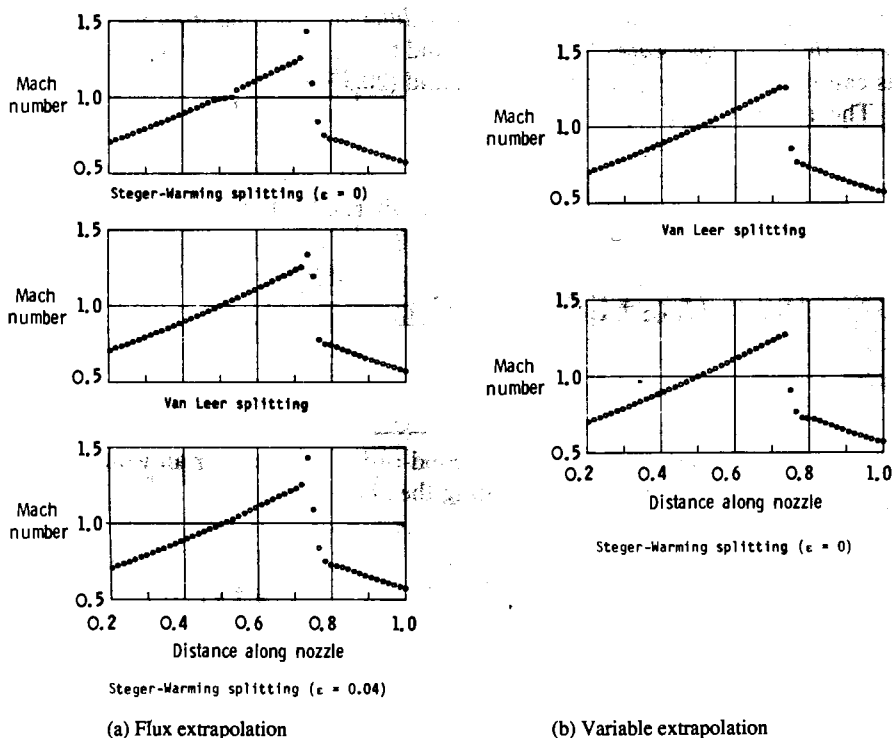 1.5
Mach
number
1.0
0.5
Steger-Warming splitting (ε = 0)
1.5
Mach
number
1.0
0.5
Van Leer splitting
1.5
Mach
number
1.0
0.5
0.2 0.4 0.6 0.8 1.0
Distance along nozzle
Steger-Warming splitting (ε = 0.04)
(a) Flux extrapolation
1.5
Mach
number
1.0
0.5
Van Leer splitting
1.5
Mach
number
1.0
0.5
0.2 0.4 0.6 0.8 1.0
Distance along nozzle
Steger-Warming splitting (ε = 0)
(b) Variable extrapolation